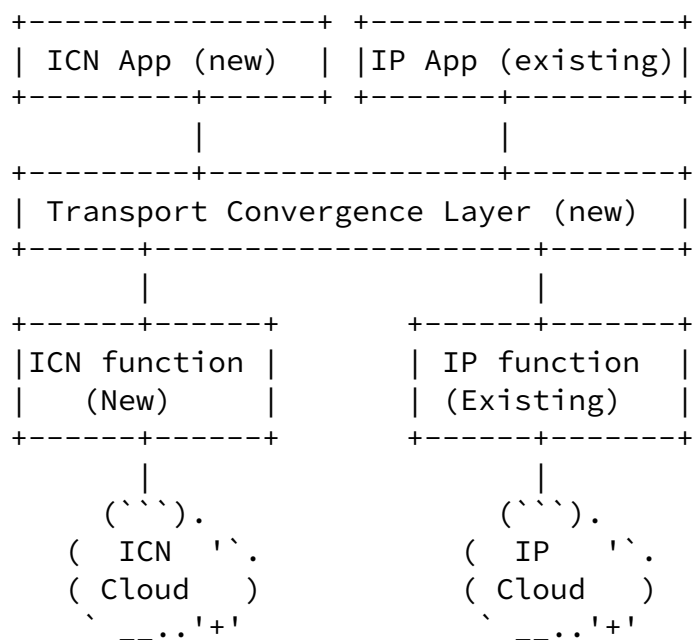 ICN App (new) IP App (existing)
Transport Convergence Layer (new)
ICN function IP function
(New) (Existing)
ICN IP
Cloud Cloud